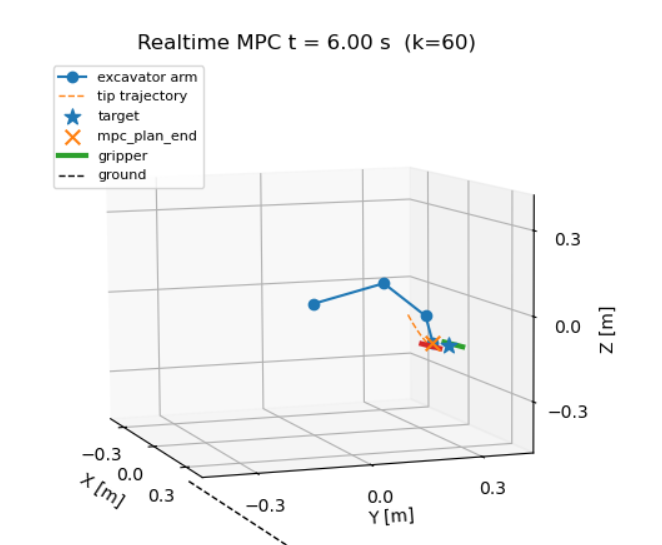 Realtime MPC t = 6.00 s (k=60)
excavator arm
tip trajectory
target
mpc_plan_end
gripper
ground
0.3
0.0
−0.3
Z [m]
−0.3
0.0
0.3
X [m]
−0.3
0.0
0.3
Y [m]